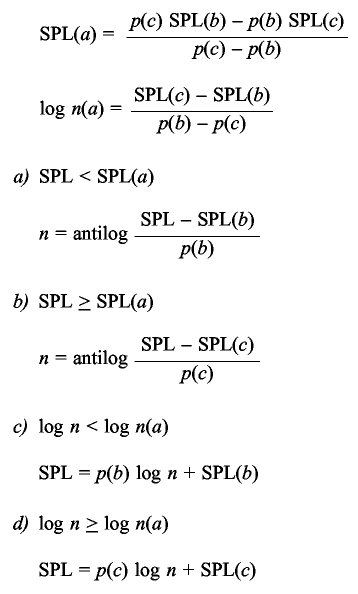 SPL(a) = p(c) SPL(b) – p(b) SPL(c)
p(c) – p(b)
log n(a) = SPL(c) – SPL(b)
p(b) – p(c)
a) SPL < SPL(a)
n = antilog SPL – SPL(b)
p(b)
b) SPL ≥ SPL(a)
n = antilog SPL – SPL(c)
p(c)
c) log n < log n(a)
SPL = p(b) log n + SPL(b)
d) log n ≥ log n(a)
SPL = p(c) log n + SPL(c)